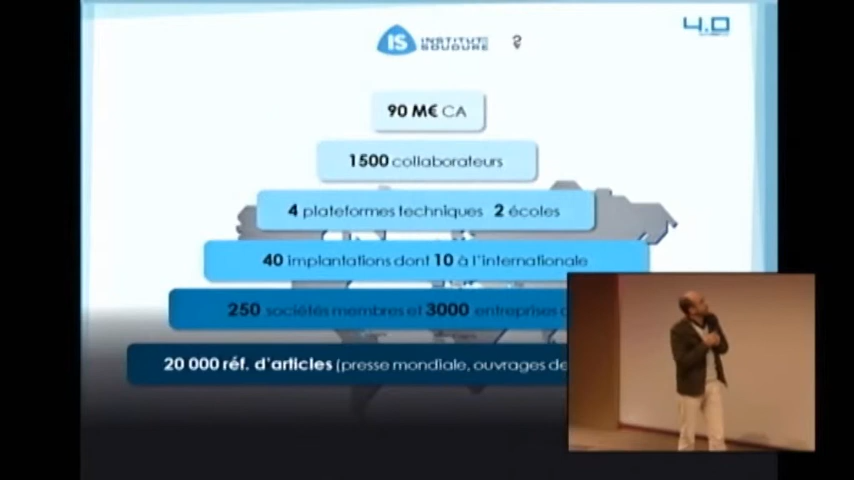 4.0
IS INSTITUT DE SOUDURE ?
90 M€ CA
1500 collaborateurs
4 plateformes techniques 2 écoles
40 implantations dont 10 à l'internationale
250 sociétés membres et 3000 entreprises
20 000 réf. d'articles (presse mondiale, ouvrages de